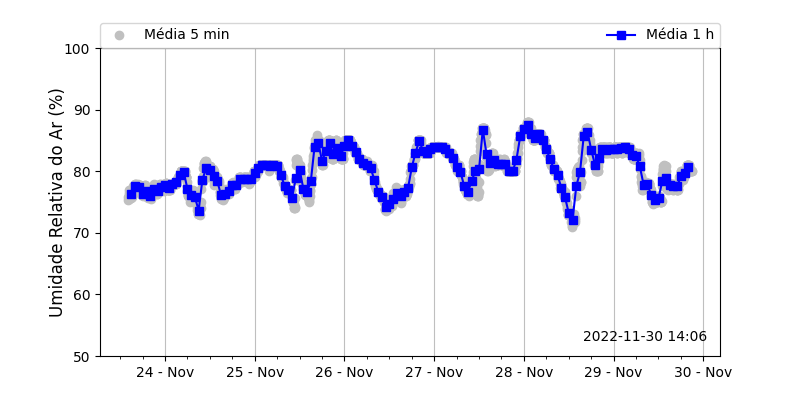 Média 5 min
Média 1 h
100
90
80
70
60
50
Umidade Relativa do Ar (%)
2022-11-30 14:06
24 - Nov
25 - Nov
26 - Nov
27 - Nov
28 - Nov
29 - Nov
30 - Nov